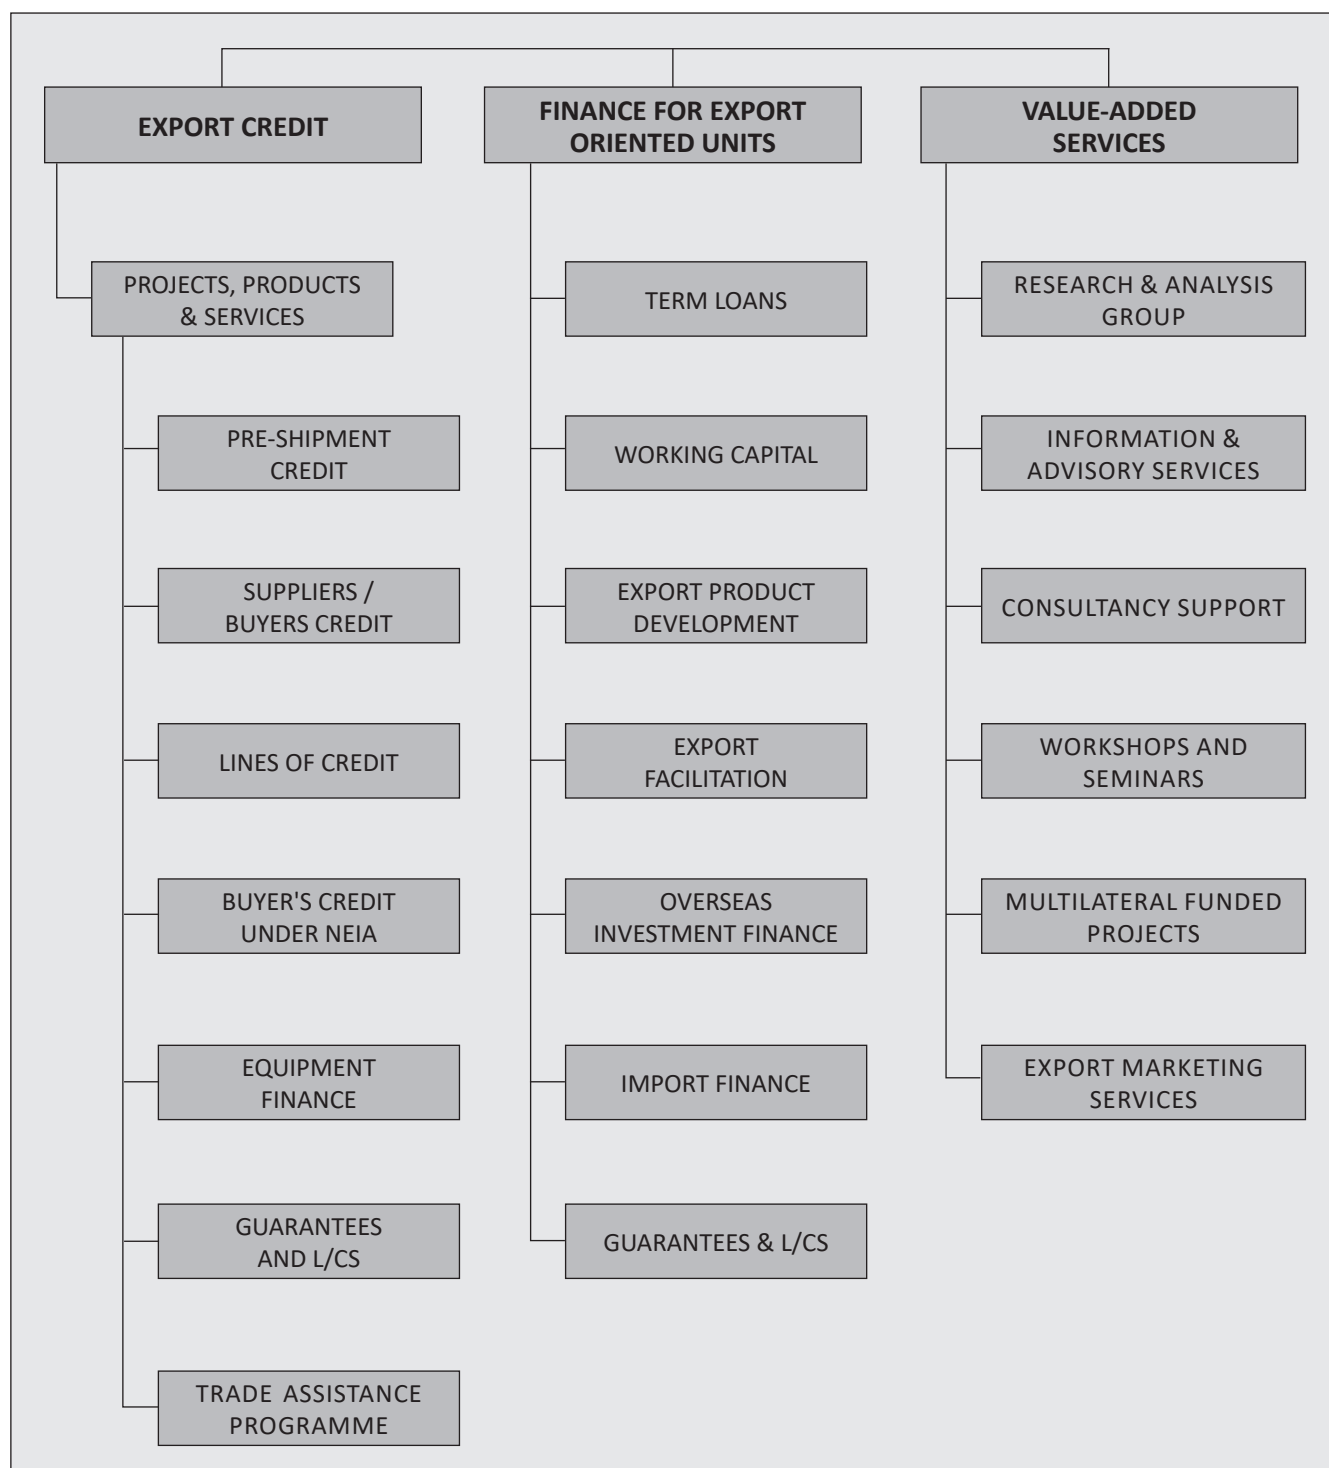 EXPORT CREDIT
PROJECTS, PRODUCTS
& SERVICES
PRE-SHIPMENT
CREDIT
SUPPLIERS /
BUYERS CREDIT
LINES OF CREDIT
BUYER'S CREDIT
UNDER NEIA
EQUIPMENT
FINANCE
GUARANTEES
AND L/CS
TRADE ASSISTANCE
PROGRAMME
FINANCE FOR EXPORT
ORIENTED UNITS
TERM LOANS
WORKING CAPITAL
EXPORT PRODUCT
DEVELOPMENT
EXPORT
FACILITATION
OVERSEAS
INVESTMENT FINANCE
IMPORT FINANCE
GUARANTEES & L/CS
VALUE-ADDED
SERVICES
RESEARCH & ANALYSIS
GROUP
INFORMATION &
ADVISORY SERVICES
CONSULTANCY SUPPORT
WORKSHOPS AND
SEMINARS
MULTILATERAL FUNDED
PROJECTS
EXPORT MARKETING
SERVICES